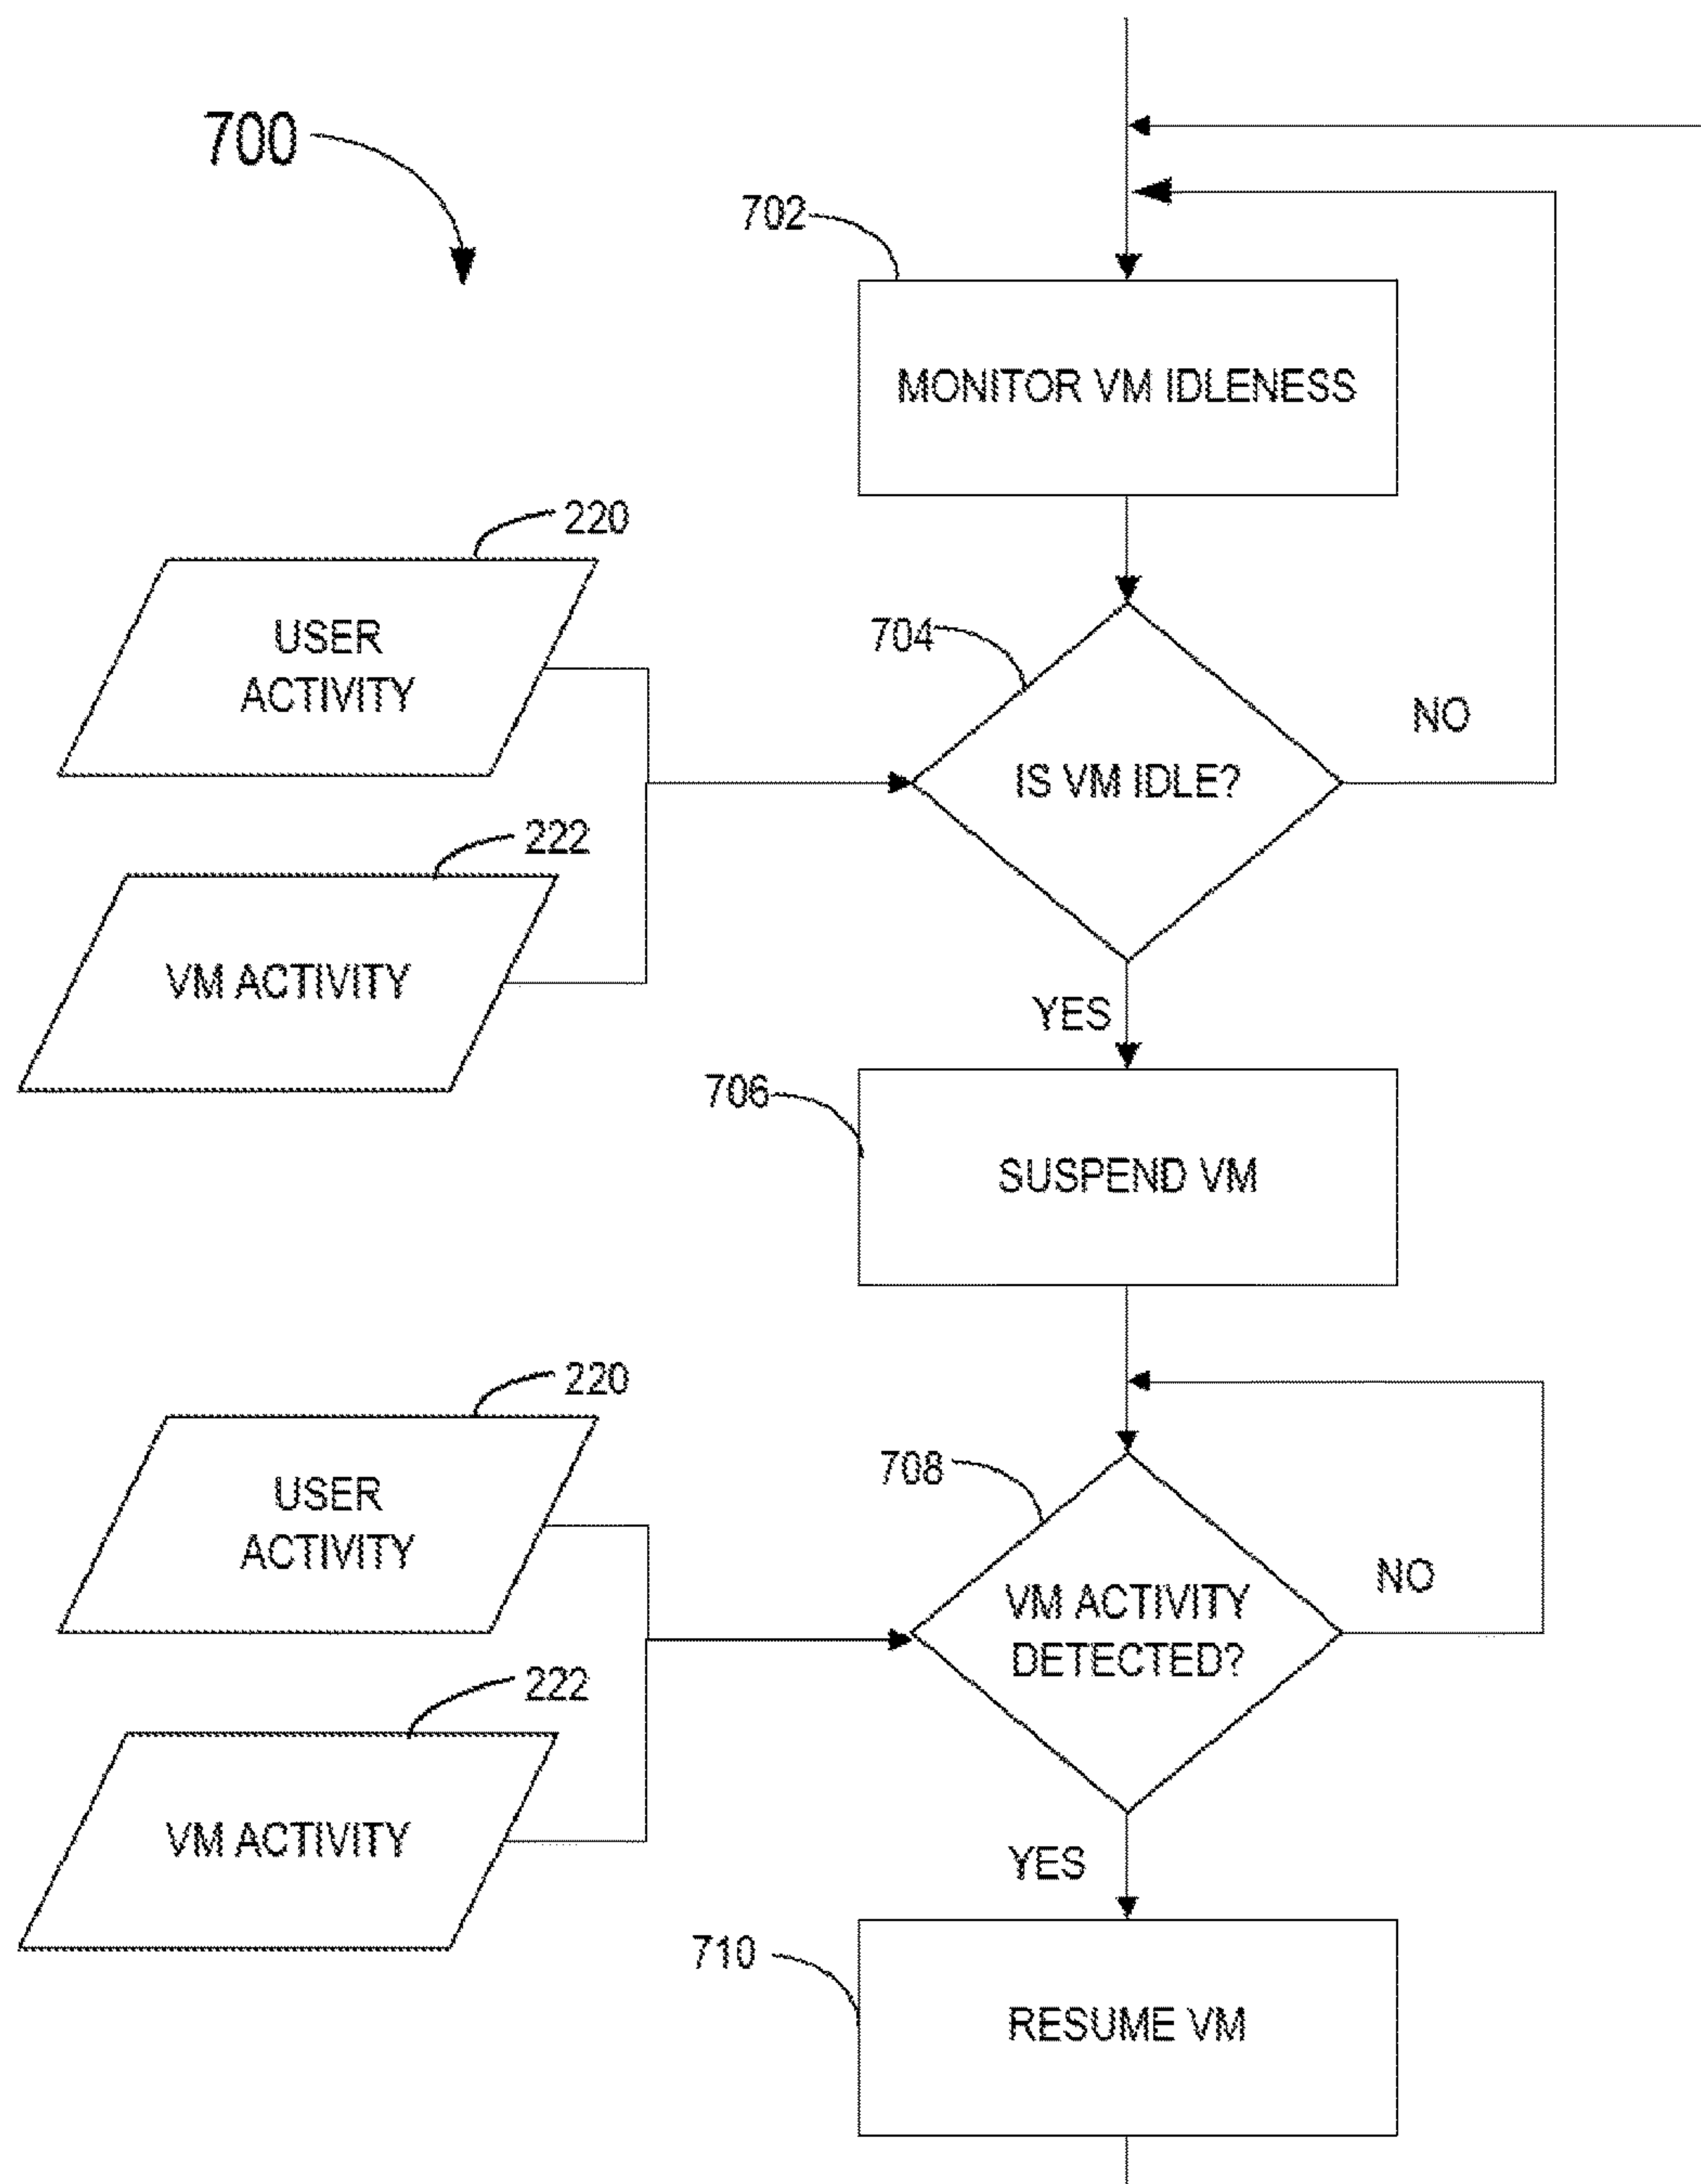 700
702
MONITOR VM IDLENESS
220
USER
ACTIVITY
704
NO
IS VM IDLE?
222
VM ACTIVITY
YES
706
SUSPEND VM
220
USER
ACTIVITY
708
NO
VM ACTIVITY
DETECTED?
222
VM ACTIVITY
YES
710
RESUME VM